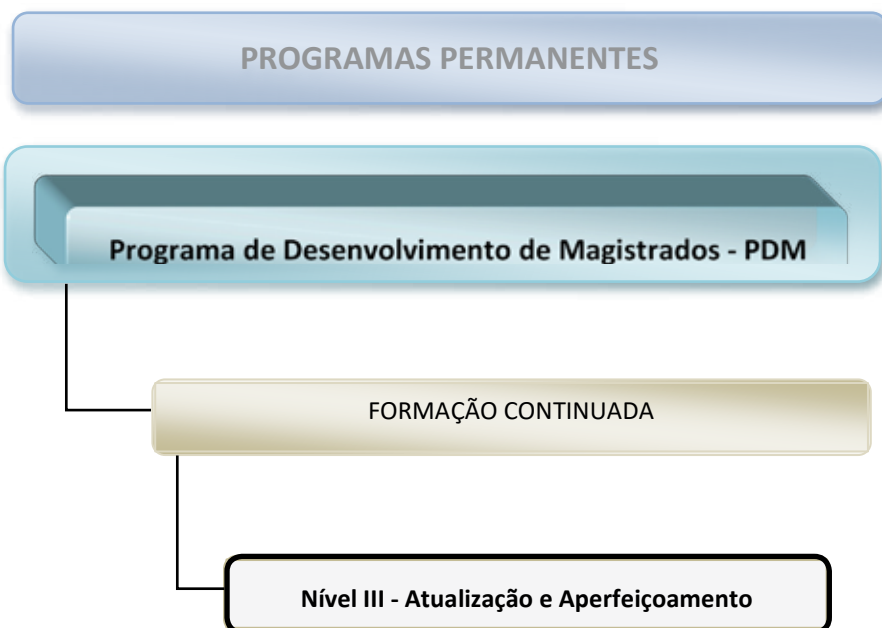 PROGRAMAS PERMANENTES
Programa de Desenvolvimento de Magistrados - PDM
FORMAÇÃO CONTINUADA
Nível III - Atualização e Aperfeiçoamento